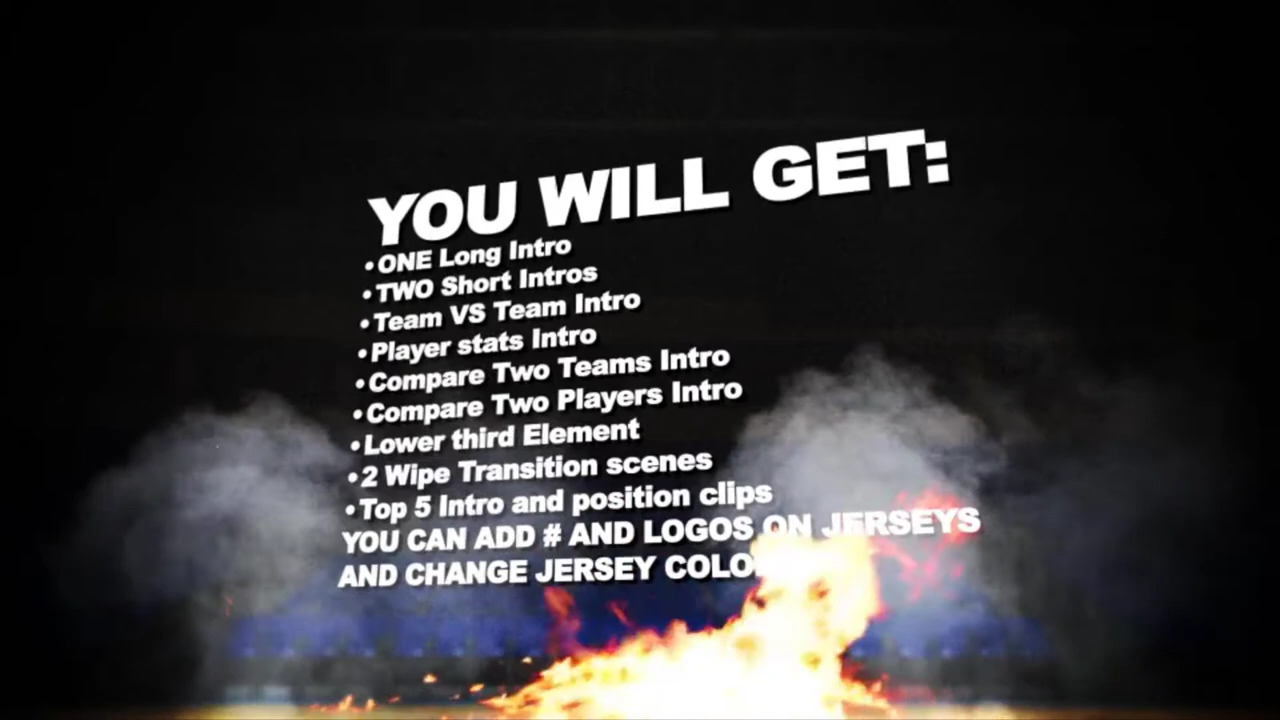 YOU WILL GET:
•ONE Long Intro
•TWO Short Intros
•Team VS Team Intro
•Player stats Intro
•Compare Two Teams Intro
•Compare Two Players Intro
•Lower third Element
•2 Wipe Transition scenes
•Top 5 Intro and position clips
YOU CAN ADD # AND LOGOS ON JERSEYS
AND CHANGE JERSEY